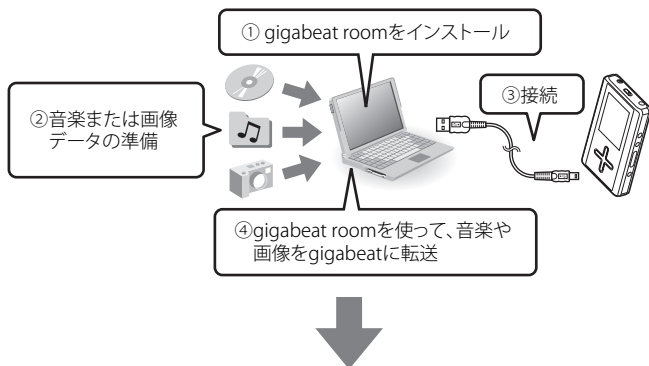 ① gigabeat roomをインストール
②音楽または画像
データの準備
③接続
④gigabeat roomを使って、音楽や
画像をgigabeatに転送